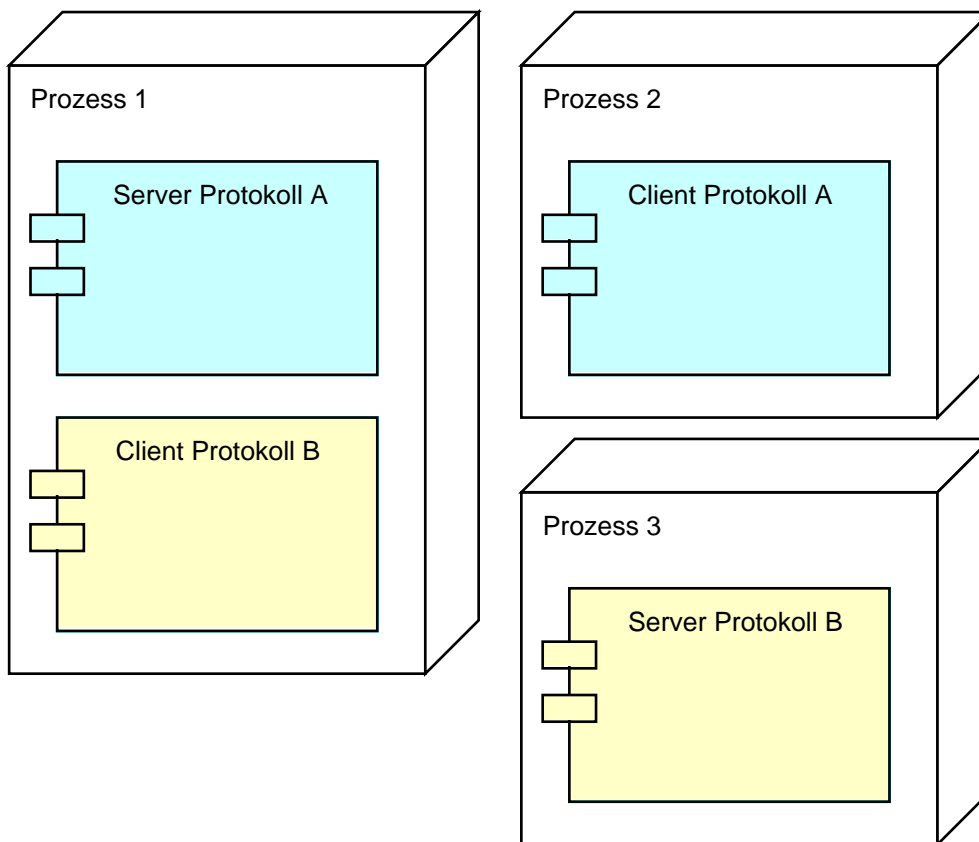 Prozess 1
Server Protokoll A
Client Protokoll B
Prozess 2
Client Protokoll A
Prozess 3
Server Protokoll B